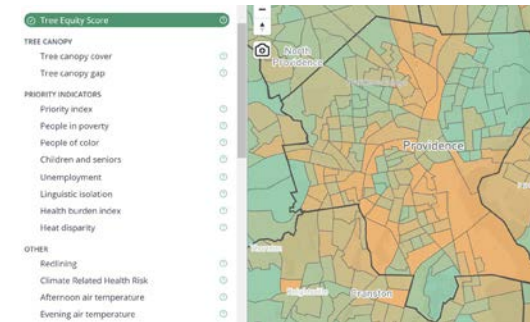 Tree Equity Score
TREE CANOPY
Tree canopy cover
Tree canopy gap
PRIORITY INDICATORS
Priority index
People in poverty
People of color
Children and seniors
Unemployment
Linguistic isolation
Health burden index
Heat disparity
OTHER
Redlining
Climate Related Health Risk
Afternoon air temperature
Evening air temperature
North
Providence
Providence
Cranston